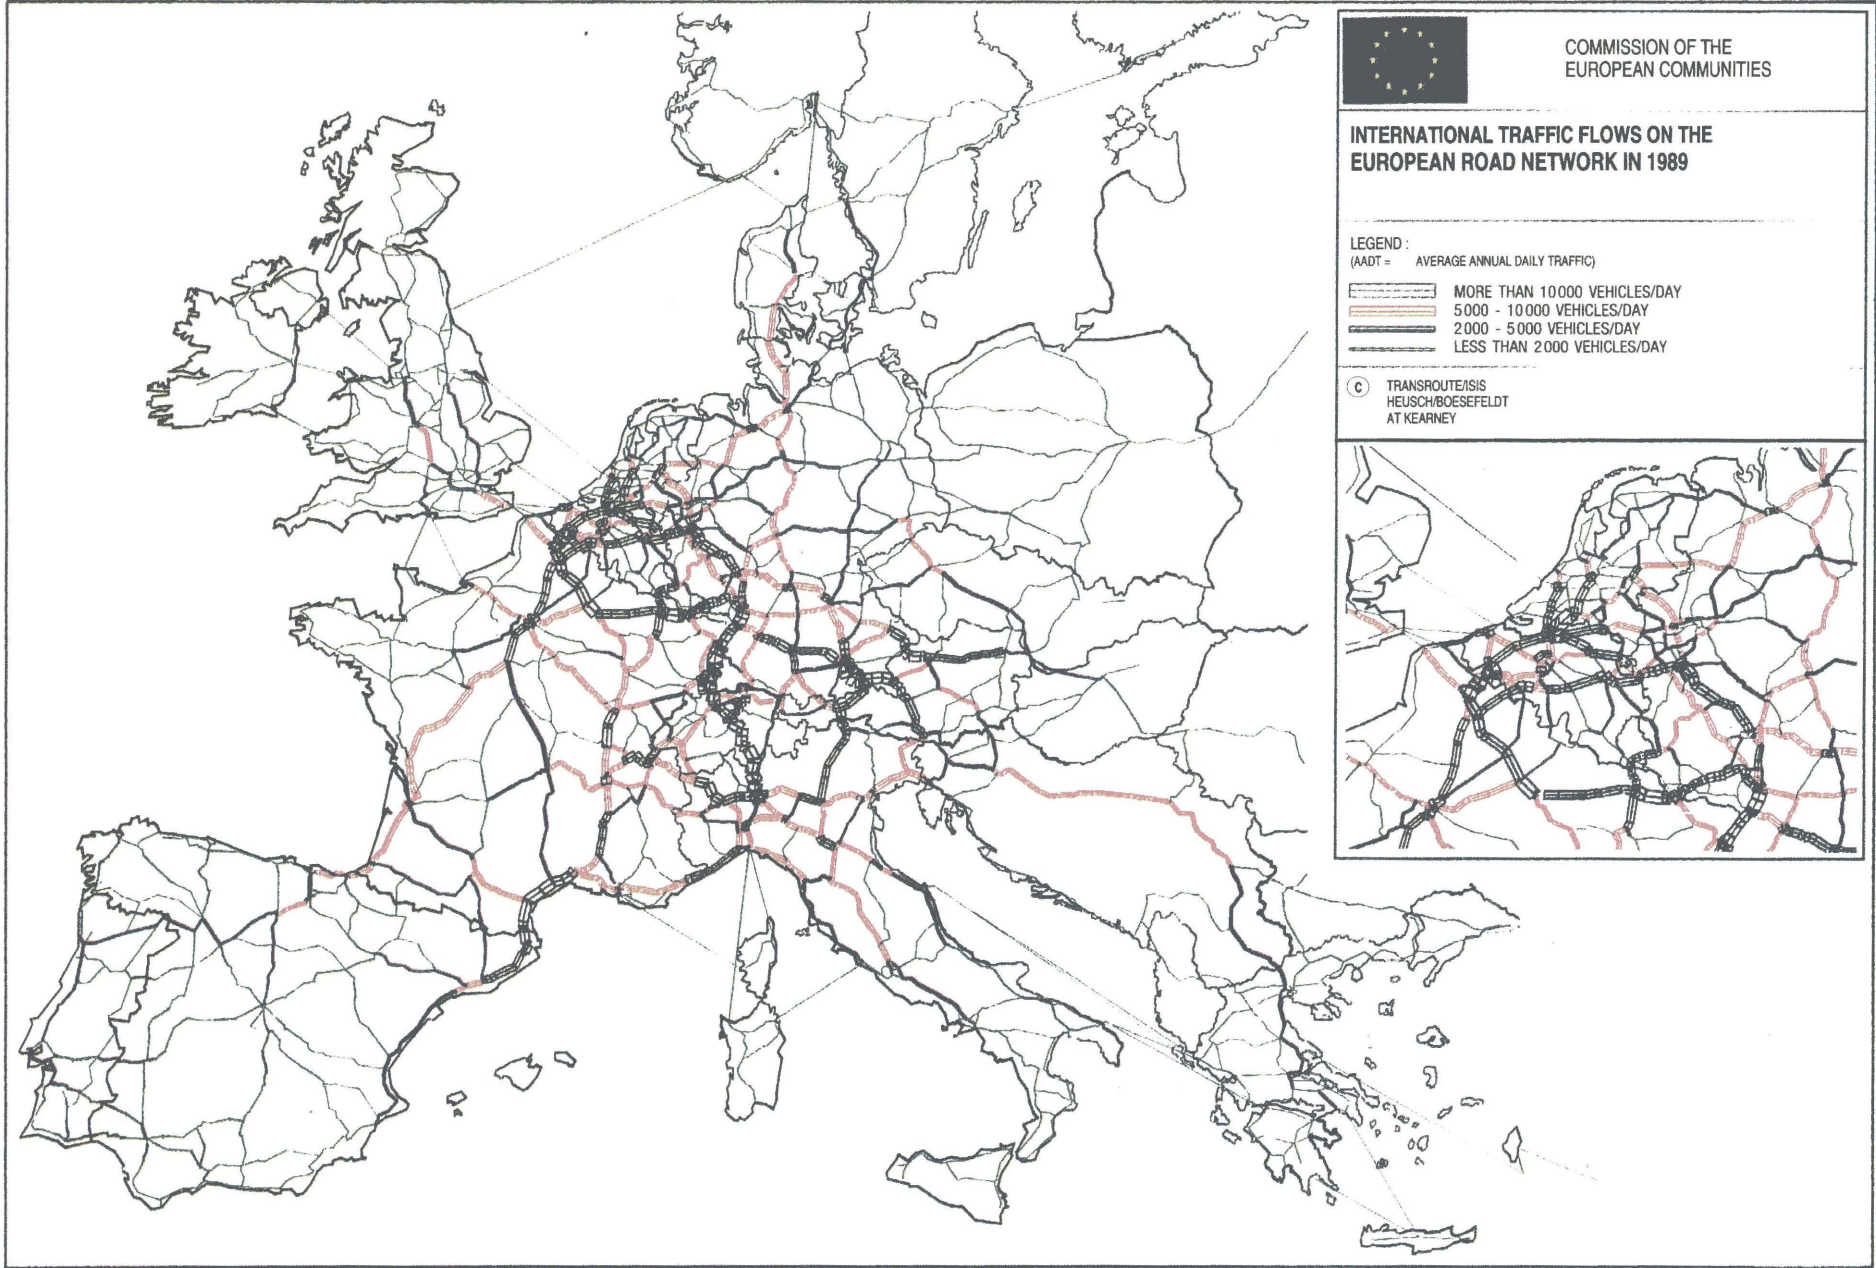 COMMISSION OF THE
EUROPEAN COMMUNITIES
INTERNATIONAL TRAFFIC FLOWS ON THE
EUROPEAN ROAD NETWORK IN 1989
LEGEND :
(AADT = AVERAGE ANNUAL DAILY TRAFFIC)
MORE THAN 10000 VEHICLES/DAY
5000 - 10000 VEHICLES/DAY
2000 - 5000 VEHICLES/DAY
LESS THAN 2000 VEHICLES/DAY
C TRANSROUTE/ISIS
HEUSCH/BOESEFELDT
AT KEARNEY